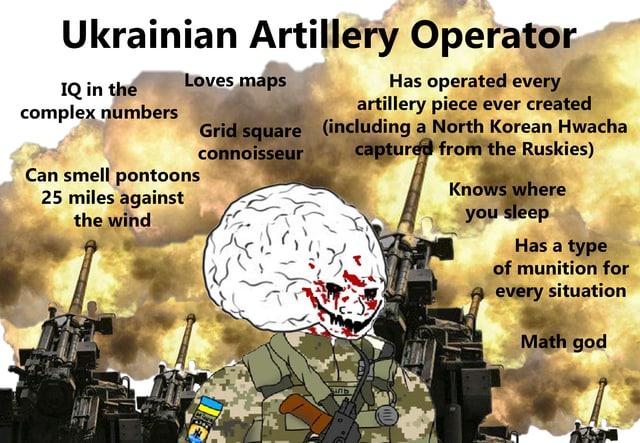 Ukrainian Artillery Operator
IQ in the
complex numbers
Loves maps
Grid square
connoisseur
Has operated every
artillery piece ever created
(including a North Korean Hwacha
captured from the Ruskies)
Can smell pontoons
25 miles against
the wind
Knows where
you sleep
Has a type
of munition for
every situation
Math god